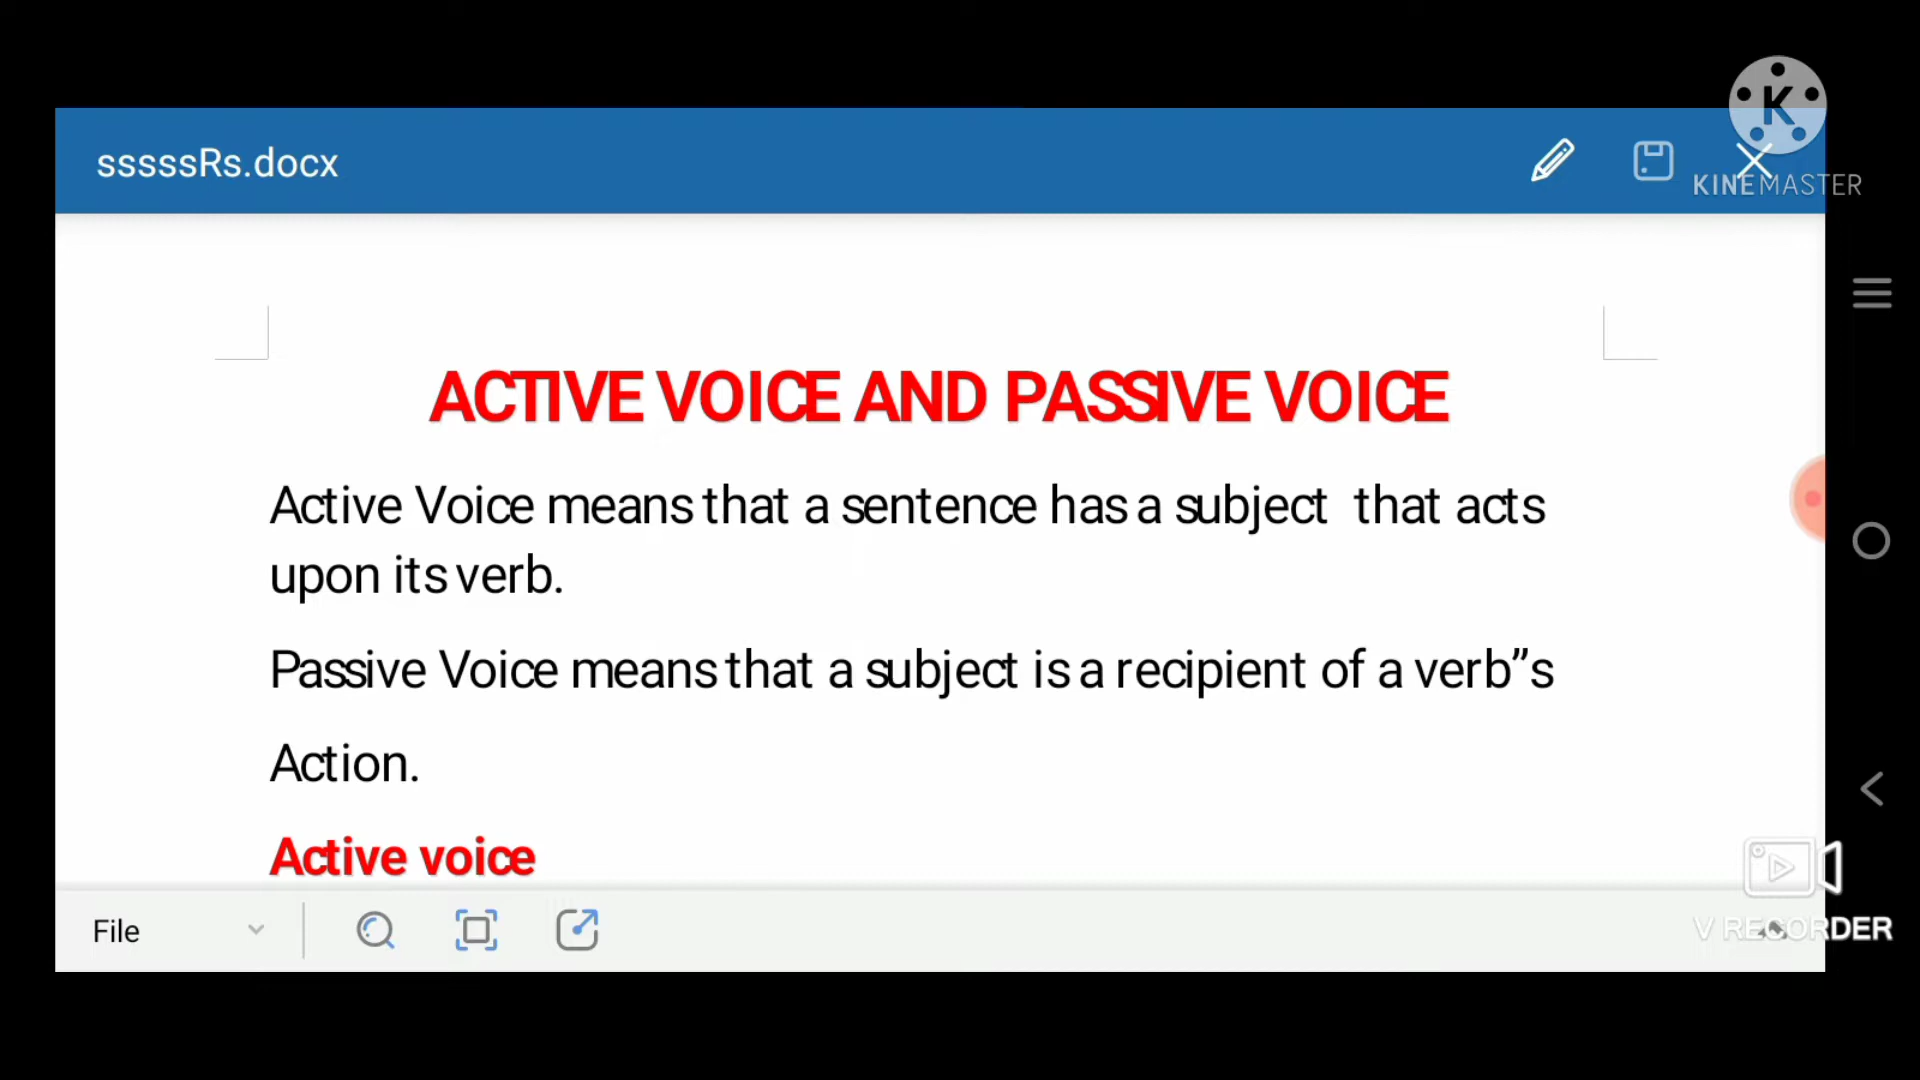 K
KINEMASTER
sssssRs.docx
ACTIVE VOICE AND PASSIVE VOICE
Active Voice means that a sentence has a subject that acts
upon its verb.
Passive Voice means that a subject is a recipient of a verb”s
Action.
Active voice
File
V RECORDER